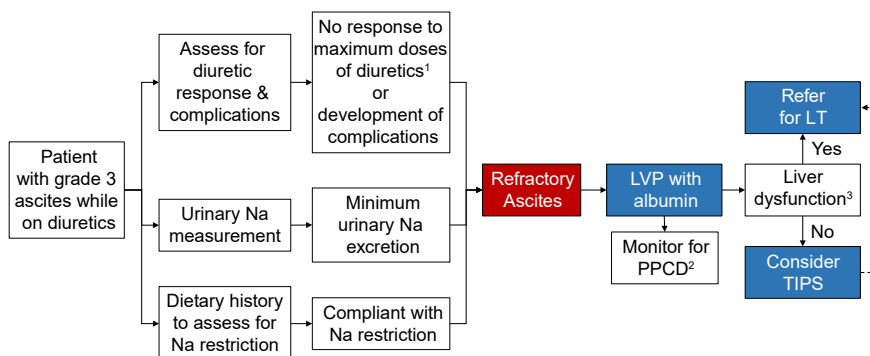 Patient
with grade 3
ascites while
on diuretics
Assess for
diuretic
response &
complications
No response to
maximum doses
of diuretics¹
or
development of
complications
Urinary Na
measurement
Minimum
urinary Na
excretion
Dietary history
to assess for
Na restriction
Compliant with
Na restriction
Refractory
Ascites
LVP with
albumin
Monitor for
PPCD²
Liver
dysfunction³
Yes
Refer
for LT
No
Consider
TIPS